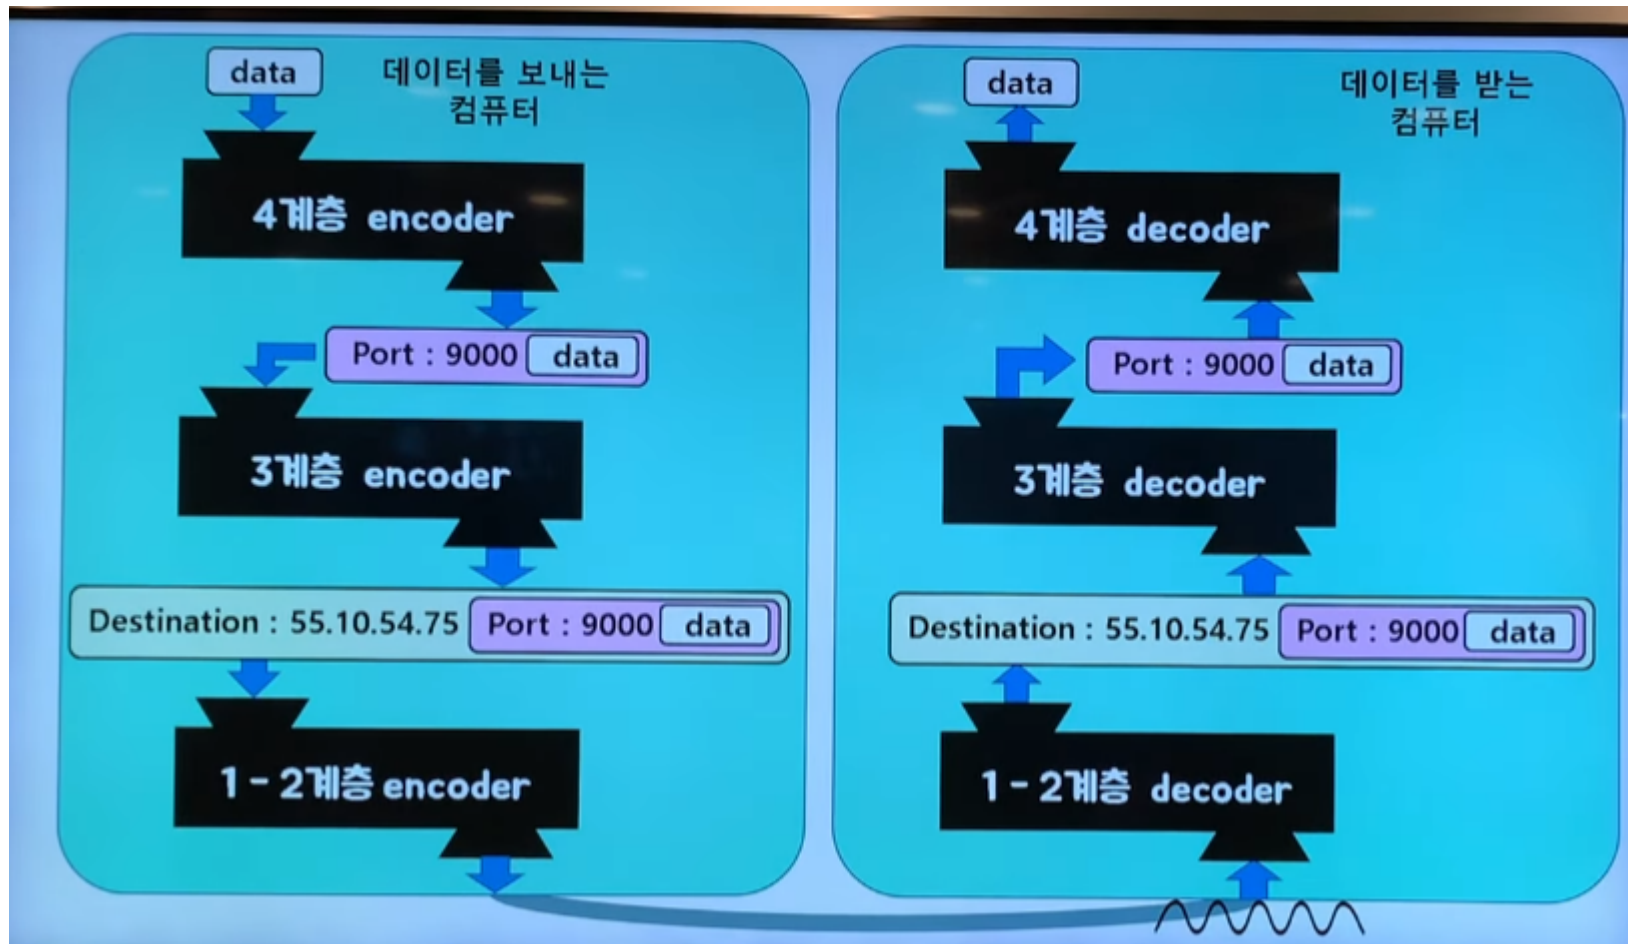 data
데이터를 보내는
컴퓨터
4계층 encoder
Port : 9000 data
3계층 encoder
Destination : 55.10.54.75 Port : 9000 data
1 - 2계층 encoder
data
데이터를 받는
컴퓨터
4계층 decoder
Port : 9000 data
3계층 decoder
Destination : 55.10.54.75 Port : 9000 data
1 - 2계층 decoder